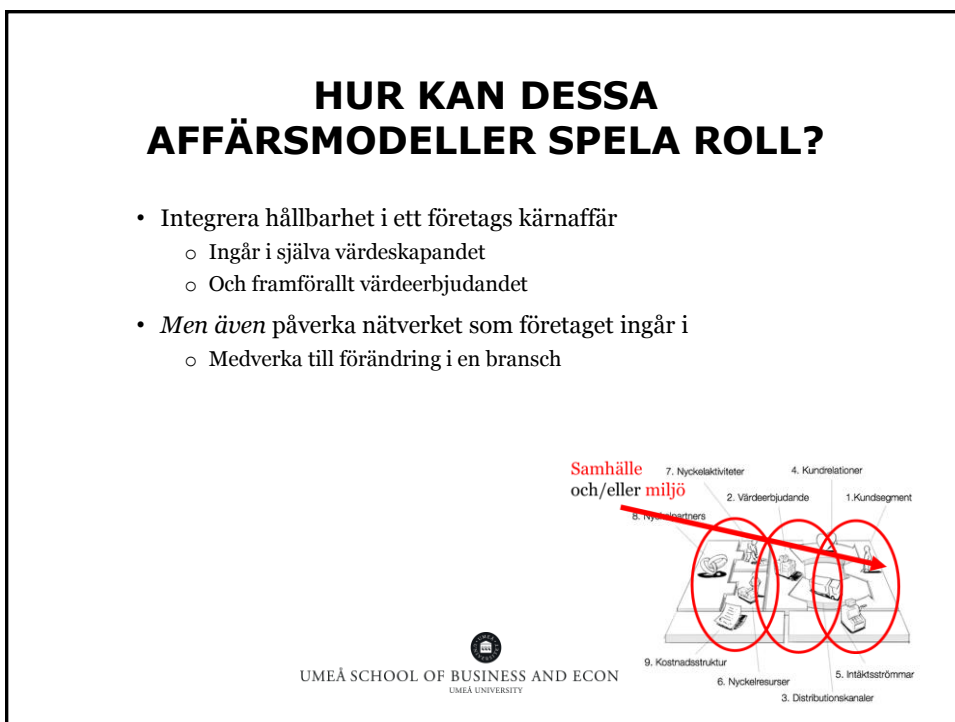 HUR KAN DESSA
AFFÄRSMODELLER SPELA ROLL?
• Integrera hållbarhet i ett företags kärnaffär
o Ingår i själva värdeskapandet
o Och framförallt värdeerbjudandet
• Men även påverka nätverket som företaget ingår i
o Medverka till förändring i en bransch
Samhälle
och/eller miljö
7. Nyckelaktiviteter
4. Kundrelationer
2. Värdeerbjudande
1.Kundsegment
8. Nyckelpartners
9. Kostnadsstruktur
6. Nyckelresurser
5. Intäktsströmmar
3. Distributionskanaler
UMEÅ SCHOOL OF BUSINESS AND ECON
UMEÅ UNIVERSITY